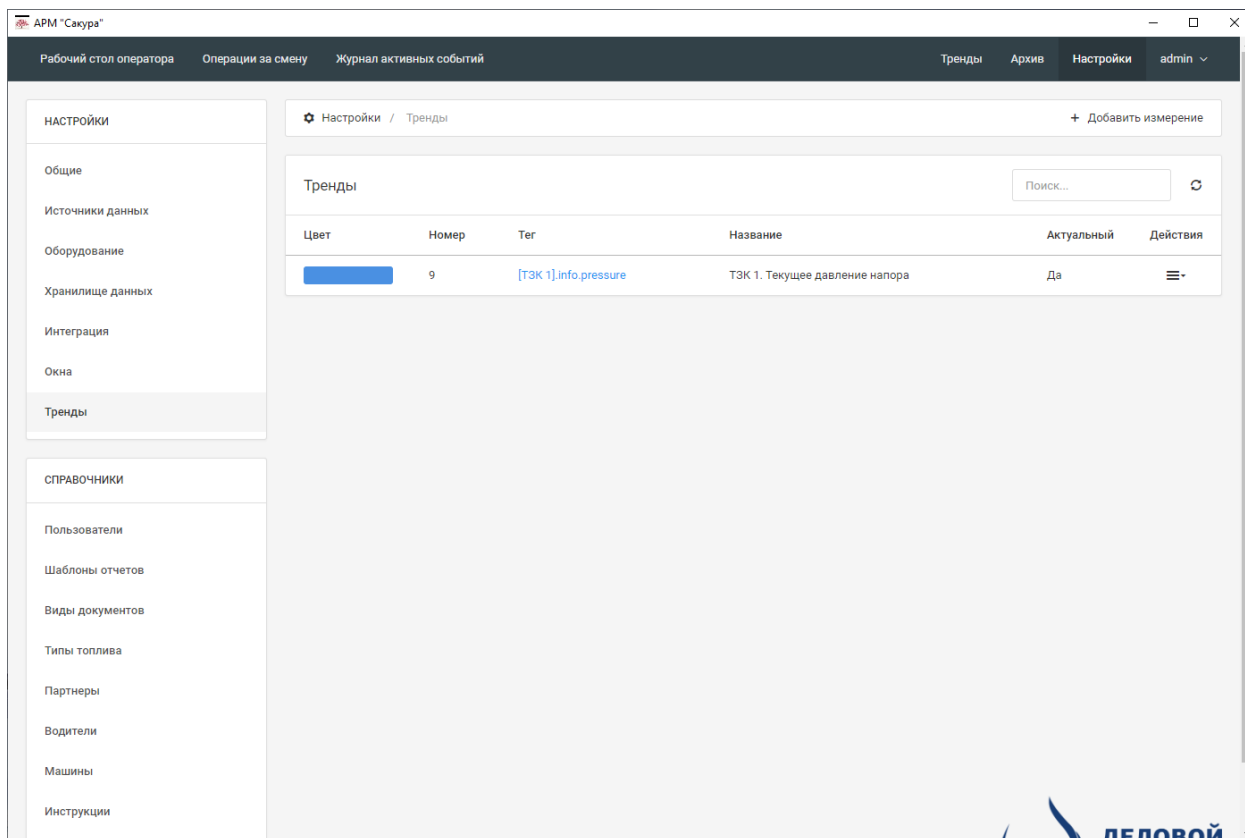 АРМ "Сакура"
Рабочий стол оператора Операции за смену Журнал активных событий Тренды Архив Настройки admin
НАСТРОЙКИ
Общие
Источники данных
Оборудование
Хранилище данных
Интеграция
Окна
Тренды
СПРАВОЧНИКИ
Пользователи
Шаблоны отчетов
Виды документов
Типы топлива
Партнеры
Водители
Машины
Инструкции
Настройки / Тренды + Добавить измерение
Тренды Поиск...
Цвет Номер Тег Название Актуальный Действия
9 [ТЗК 1].info.pressure ТЗК 1. Текущее давление напора Да
ДЕЛОВОЙ